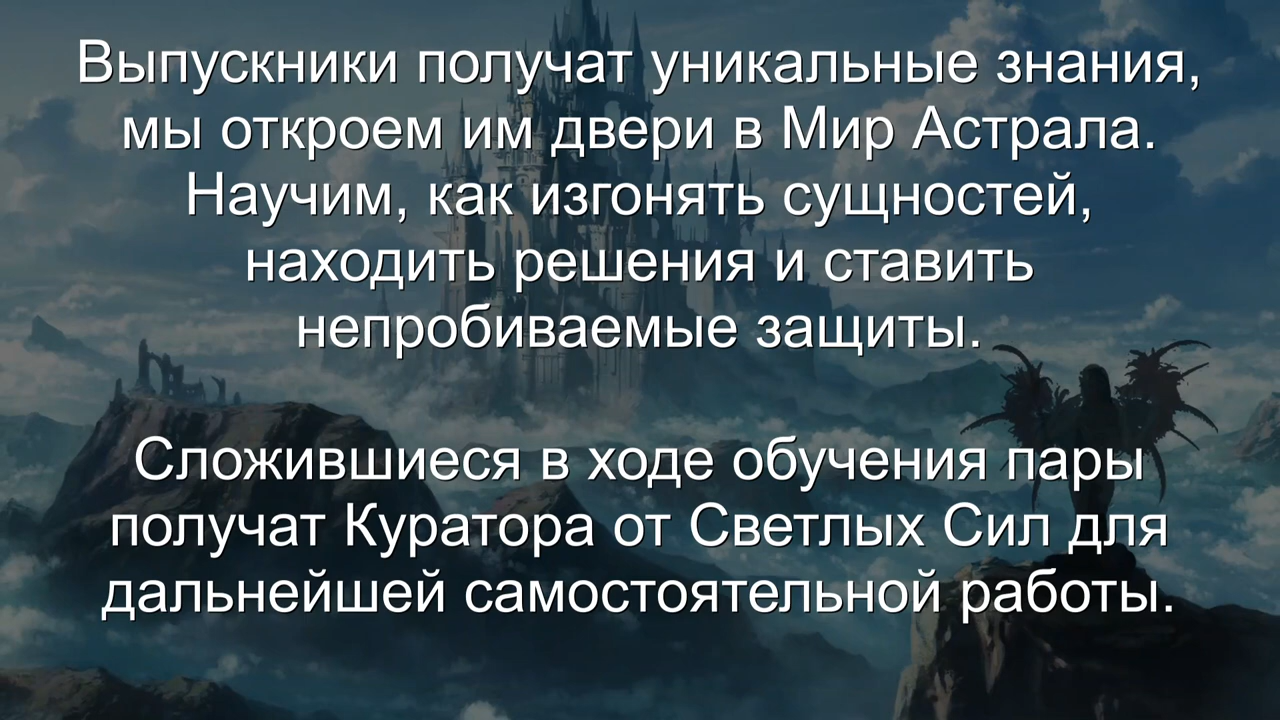 Выпускники получат уникальные знания,
мы откроем им двери в Мир Астрала.
Научим, как изгонять сущностей,
находить решения и ставить
непробиваемые защиты.
Сложившиеся в ходе обучения пары
получат Куратора от Светлых Сил для
дальнейшей самостоятельной работы.